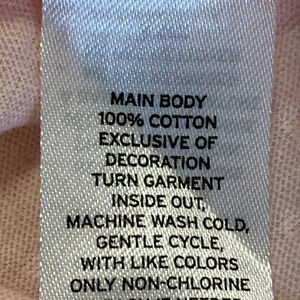 MAIN BODY
100% COTTON
EXCLUSIVE OF
DECORATION
TURN GARMENT
INSIDE OUT,
MACHINE WASH COLD,
GENTLE CYCLE,
WITH LIKE COLORS
ONLY NON-CHLORINE